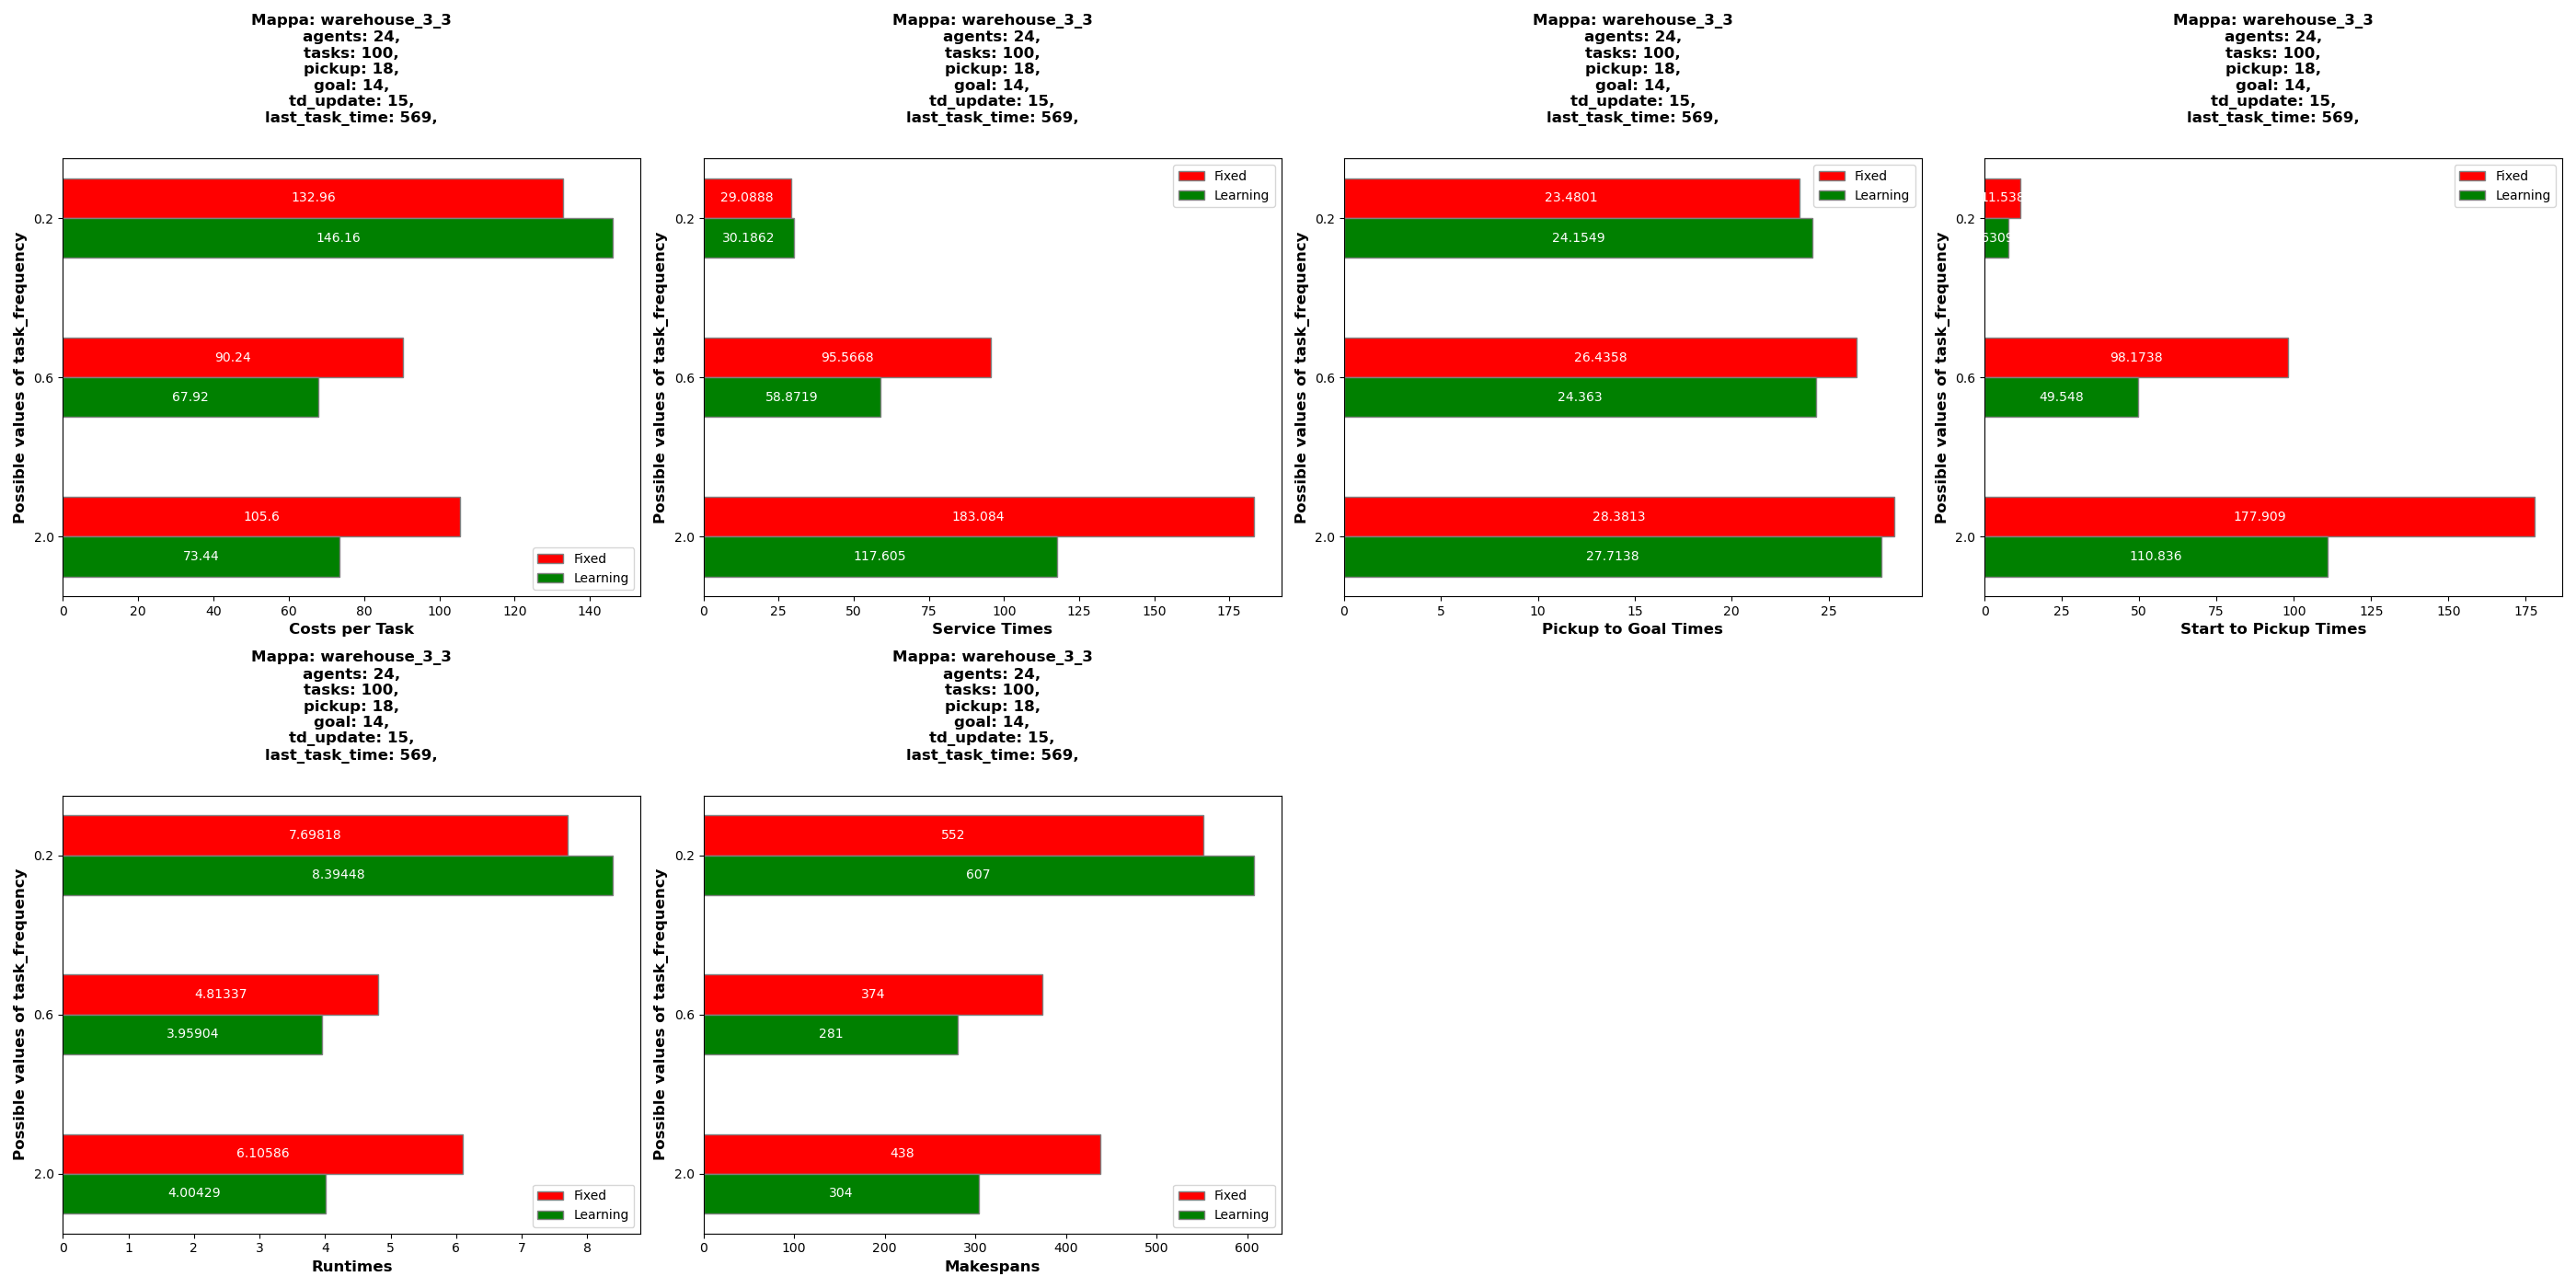 Mappa: warehouse_3_3
agents: 24,
tasks: 100,
pickup: 18,
goal: 14,
td_update: 15,
last_task_time: 569,
Possible values of task_frequency
0.2
0.6
2.0
132.96
146.16
90.24
67.92
105.6
73.44
Fixed
Learning
0 20 40 60 80 100 120 140
Costs per Task
Mappa: warehouse_3_3
agents: 24,
tasks: 100,
pickup: 18,
goal: 14,
td_update: 15,
last_task_time: 569,
Possible values of task_frequency
0.2
0.6
2.0
Fixed
Learning
29.0888
30.1862
95.5668
58.8719
183.084
117.605
0 25 50 75 100 125 150 175
Service Times
Mappa: warehouse_3_3
agents: 24,
tasks: 100,
pickup: 18,
goal: 14,
td_update: 15,
last_task_time: 569,
Possible values of task_frequency
0.2
0.6
2.0
Fixed
Learning
23.4801
24.1549
26.4358
24.363
28.3813
27.7138
0 5 10 15 20 25
Pickup to Goal Times
Mappa: warehouse_3_3
agents: 24,
tasks: 100,
pickup: 18,
goal: 14,
td_update: 15,
last_task_time: 569,
Possible values of task_frequency
0.2
0.6
2.0
Fixed
Learning
98.1738
49.548
177.909
110.836
0 25 50 75 100 125 150 175
Start to Pickup Times
Mappa: warehouse_3_3
agents: 24,
tasks: 100,
pickup: 18,
goal: 14,
td_update: 15,
last_task_time: 569,
Possible values of task_frequency
0.2
0.6
2.0
7.69818
8.39448
4.81337
3.95904
6.10586
4.00429
Fixed
Learning
0 1 2 3 4 5 6 7 8
Runtimes
Mappa: warehouse_3_3
agents: 24,
tasks: 100,
pickup: 18,
goal: 14,
td_update: 15,
last_task_time: 569,
Possible values of task_frequency
0.2
0.6
2.0
552
607
374
281
438
304
Fixed
Learning
0 100 200 300 400 500 600
Makespans